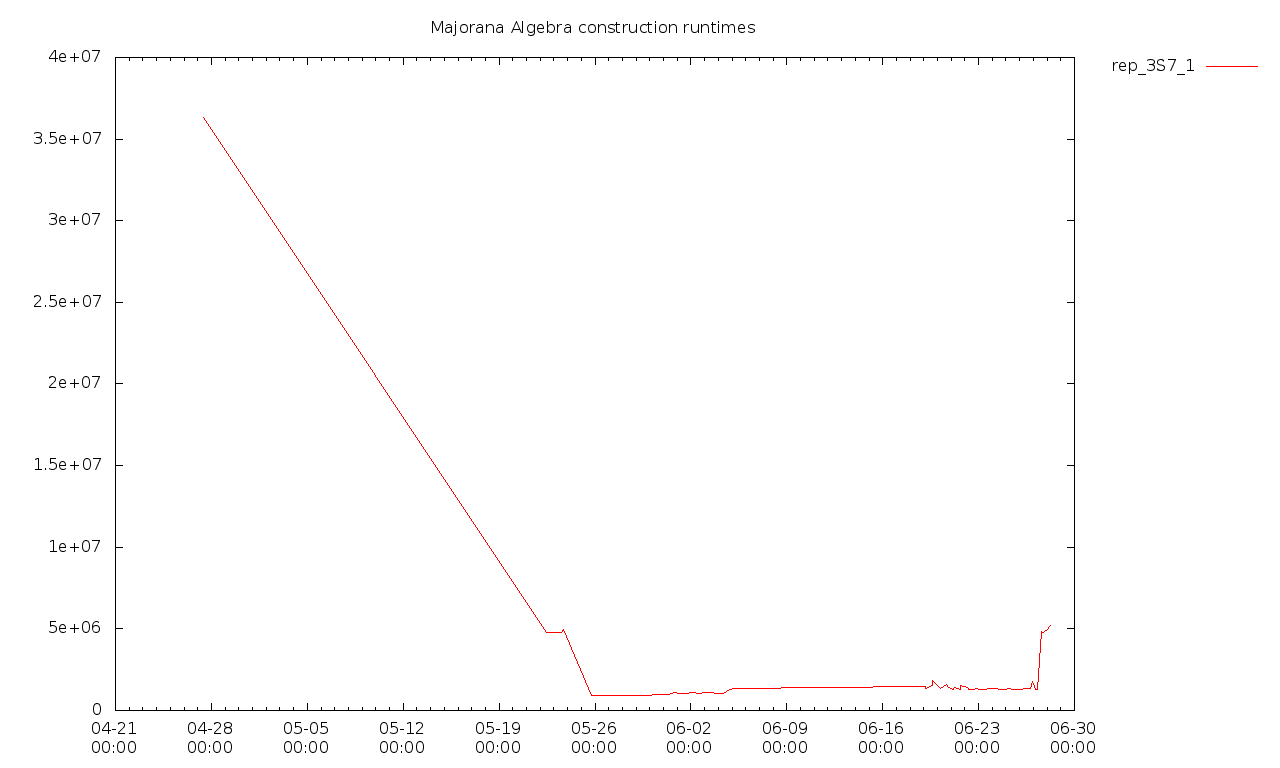 Majorana Algebra construction runtimes
rep_3S7_1
4e+07
3.5e+07
3e+07
2.5e+07
2e+07
1.5e+07
1e+07
5e+06
0
04-21 04-28 05-05 05-12 05-19 05-26 06-02 06-09 06-16 06-23 06-30
00:00 00:00 00:00 00:00 00:00 00:00 00:00 00:00 00:00 00:00 00:00